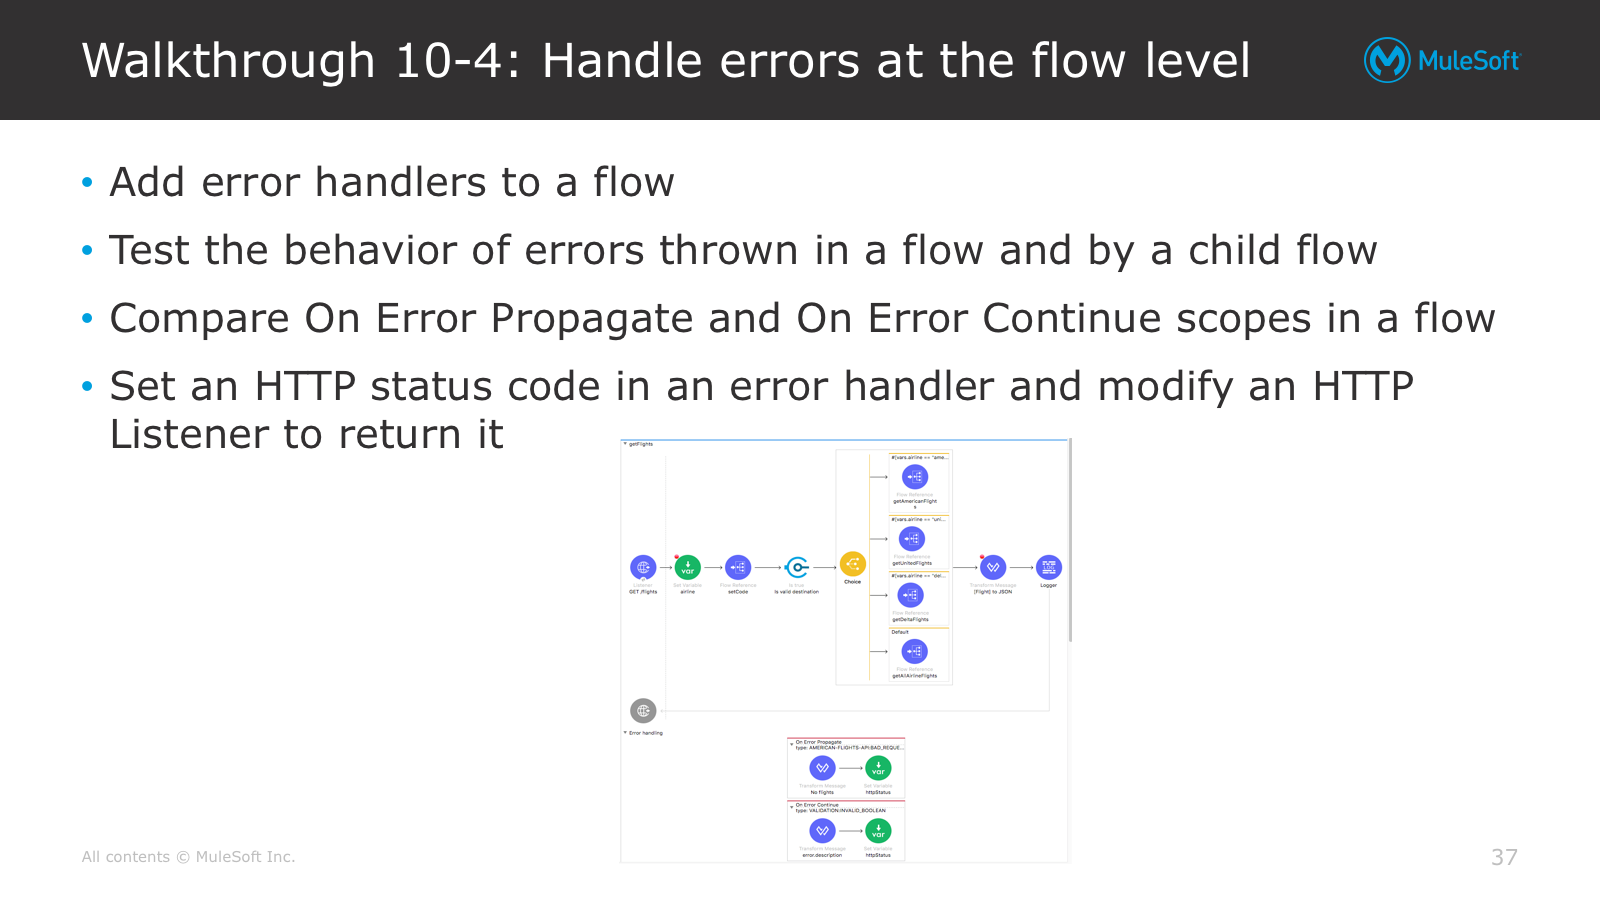 Walkthrough 10-4: Handle errors at the flow level
MuleSoft
• Add error handlers to a flow
• Test the behavior of errors thrown in a flow and by a child flow
• Compare On Error Propagate and On Error Continue scopes in a flow
• Set an HTTP status code in an error handler and modify an HTTP
Listener to return it
getFlights
#[vars.airline == "ame...
Flow Reference
getAmericanFlight
s
#[vars.airline == "uni...
Flow Reference
getUnitedFlights
Listener
GET /flights
var
Set Variable
airline
Flow Reference
setCode
Is true
Is valid destination
Choice
#[vars.airline == "del...
Flow Reference
getDeltaFlights
Transform Message
[Flight] to JSON
LOG
Logger
Default
Flow Reference
getAllAirlineFlights
Error handling
On Error Propagate
type: AMERICAN-FLIGHTS-API:BAD_REQUE...
var
Transform Message
No flights
Set Variable
httpStatus
On Error Continue
type: VALIDATION:INVALID_BOOLEAN
var
Transform Message
error.description
Set Variable
httpStatus
All contents © MuleSoft Inc.
37